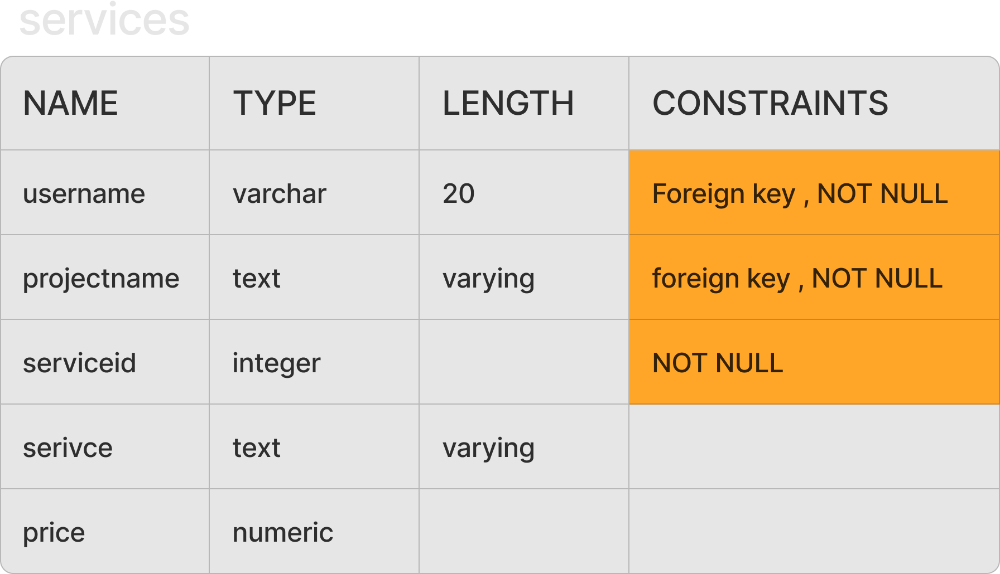 services
NAME TYPE LENGTH CONSTRAINTS
username varchar 20 Foreign key , NOT NULL
projectname text varying foreign key , NOT NULL
serviceid integer NOT NULL
serivce text varying
price numeric